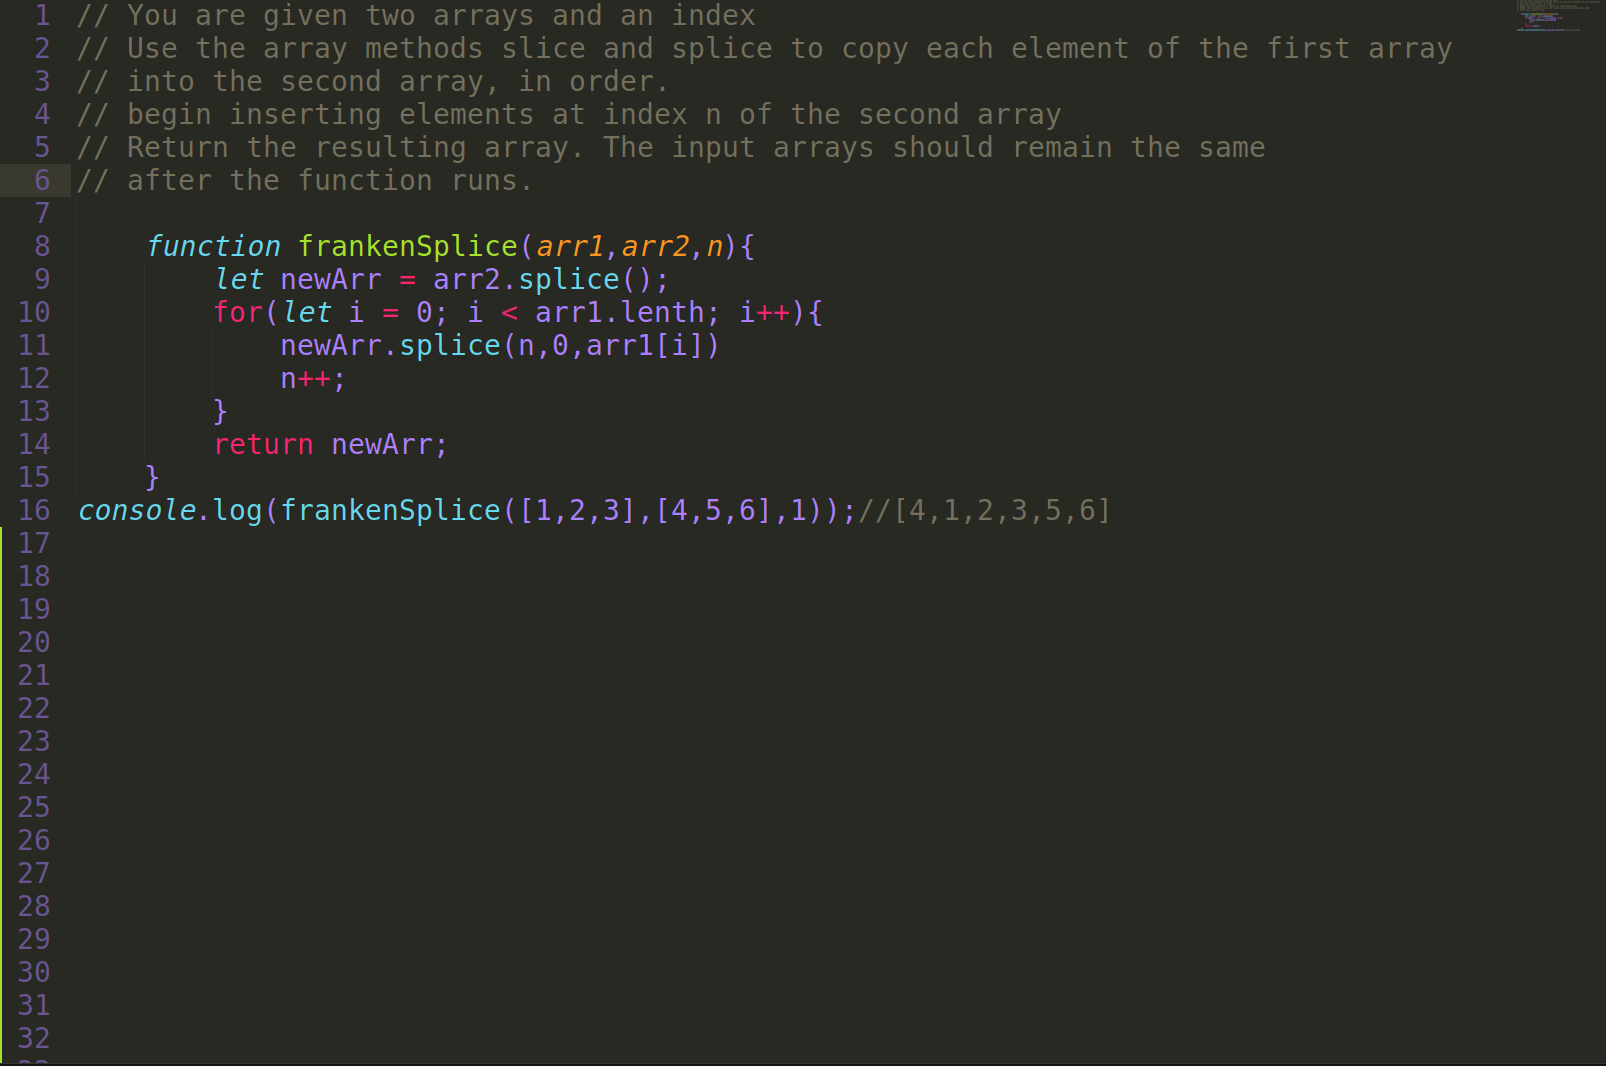 1 // You are given two arrays and an index
2 // Use the array methods slice and splice to copy each element of the first array
3 // into the second array, in order.
4 // begin inserting elements at index n of the second array
5 // Return the resulting array. The input arrays should remain the same
6 // after the function runs.
7
8 function frankenSplice(arr1,arr2,n){
9 let newArr = arr2.splice();
10 for(let i = 0; i < arr1.lenth; i++){
11 newArr.splice(n,0,arr1[i])
12 n++;
13 }
14 return newArr;
15 }
16 console.log(frankenSplice([1,2,3],[4,5,6],1));//[4,1,2,3,5,6]
17
18
19
20
21
22
23
24
25
26
27
28
29
30
31
32